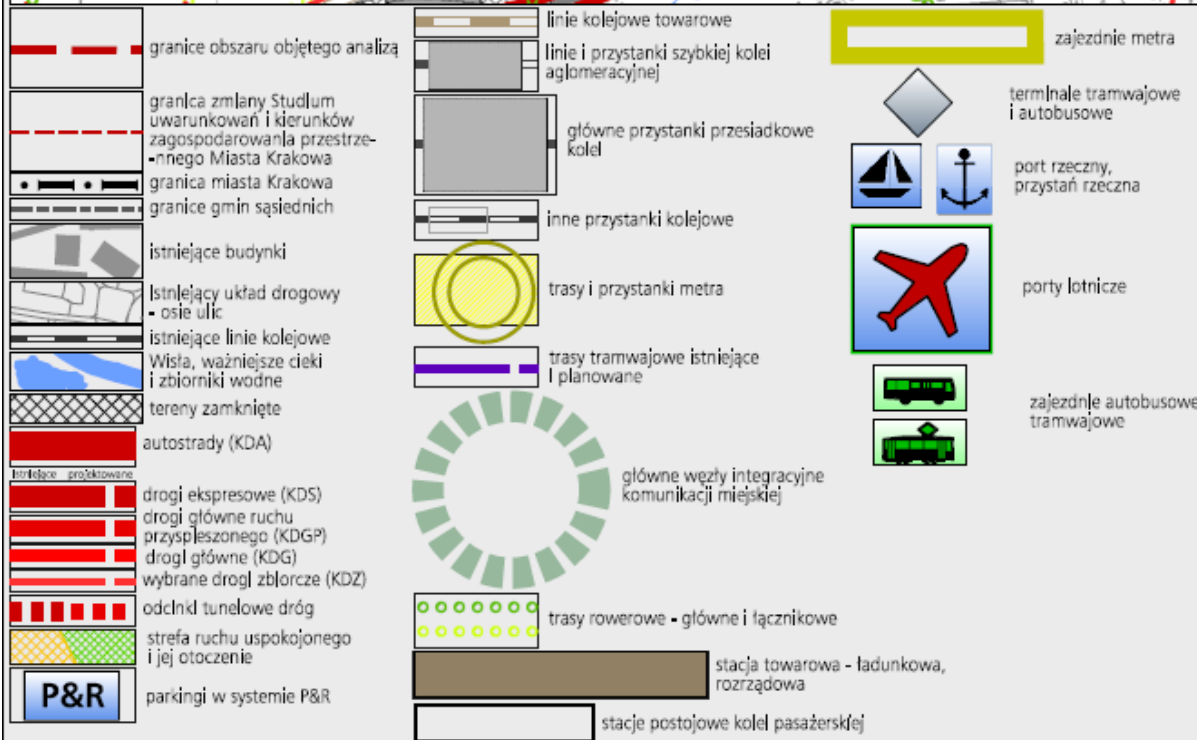 granice obszaru objętego analizą
granica zmiany Studium
uwarunkowań i kierunków
zagospodarowania przestrze-
-nnego Miasta Krakowa
granica miasta Krakowa
granice gmin sąsiednich
istniejące budynki
Istniejący układ drogowy
- osie ulic
istniejące linie kolejowe
Wisła, ważniejsze cieki
i zbiorniki wodne
tereny zamknięte
autostrady (KDA)
istniejące projektowane
drogi ekspresowe (KDS)
drogi główne ruchu
przyspieszonego (KDGP)
drogi główne (KDG)
wybrane drogi zbiorcze (KDZ)
odcinki tunelowe dróg
strefa ruchu uspokojonego
i jej otoczenie
P&R
parkingi w systemie P&R
linie kolejowe towarowe
linie i przystanki szybkiej kolei
aglomeracyjnej
główne przystanki przesiadkowe
kolei
inne przystanki kolejowe
trasy i przystanki metra
trasy tramwajowe istniejące
i planowane
główne węzły integracyjne
komunikacji miejskiej
trasy rowerowe - główne i łącznikowe
stacja towarowa - ładunkowa,
rozrządowa
stacje postojowe kolei pasażerskiej
zajezdnie metra
terminale tramwajowe
i autobusowe
port rzeczny,
przystań rzeczna
porty lotnicze
zajezdnie autobusowe
tramwajowe